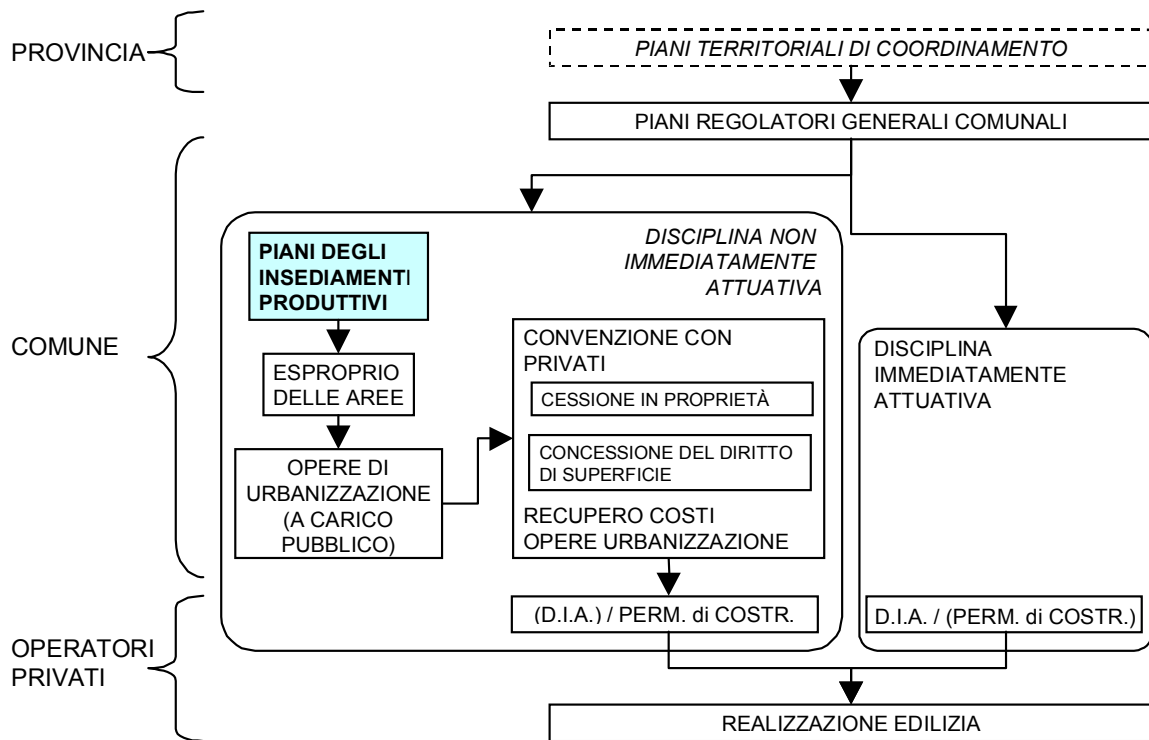 PROVINCIA
PIANI TERRITORIALI DI COORDINAMENTO
PIANI REGOLATORI GENERALI COMUNALI
COMUNE
DISCIPLINA NON
IMMEDIATAMENTE
ATTUATIVA
PIANI DEGLI
INSEDIAMENTI
PRODUTTIVI
ESPROPRIO
DELLE AREE
OPERE DI
URBANIZZAZIONE
(A CARICO
PUBBLICO)
CONVENZIONE CON
PRIVATI
CESSIONE IN PROPRIETÀ
CONCESSIONE DEL DIRITTO
DI SUPERFICIE
RECUPERO COSTI
OPERE URBANIZZAZIONE
DISCIPLINA
IMMEDIATAMENTE
ATTUATIVA
OPERATORI
PRIVATI
(D.I.A.) / PERM. di COSTR.
D.I.A. / (PERM. di COSTR.)
REALIZZAZIONE EDILIZIA